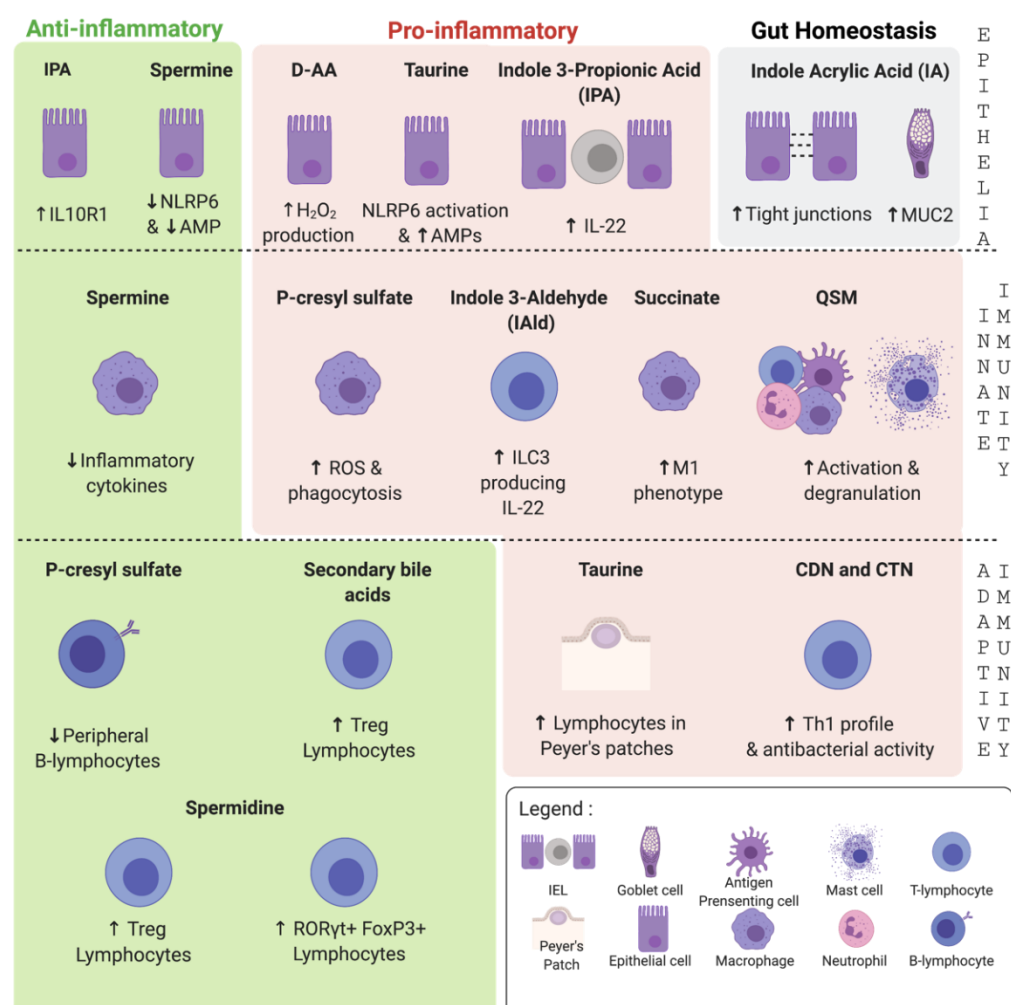 Anti-inflammatory
Pro-inflammatory
Gut Homeostasis
IPA
Spermine
D-AA
Taurine
Indole 3-Propionic Acid
(IPA)
Indole Acrylic Acid (IA)
↑IL10R1
↓NLRP6
& ↓AMP
↑H₂O₂
production
NLRP6 activation
& ↑AMPs
↑ IL-22
↑Tight junctions
↑MUC2
EPITHELIA
Spermine
P-cresyl sulfate
Indole 3-Aldehyde
(IAld)
Succinate
QSM
↓Inflammatory
cytokines
↑ ROS &
phagocytosis
↑ ILC3
producing
IL-22
↑M1
phenotype
↑Activation &
degranulation
INNATE
IMMUNITY
P-cresyl sulfate
Secondary bile
acids
Taurine
CDN and CTN
↓Peripheral
B-lymphocytes
↑ Treg
Lymphocytes
↑ Lymphocytes in
Peyer's patches
↑ Th1 profile
& antibacterial activity
ADAPTIVE
IMMUNITY
Spermidine
↑ Treg
Lymphocytes
↑ RORγt+ FoxP3+
Lymphocytes
Legend :
IEL
Goblet cell
Antigen
Prensenting cell
Mast cell
T-lymphocyte
Peyer's
Patch
Epithelial cell
Macrophage
Neutrophil
B-lymphocyte